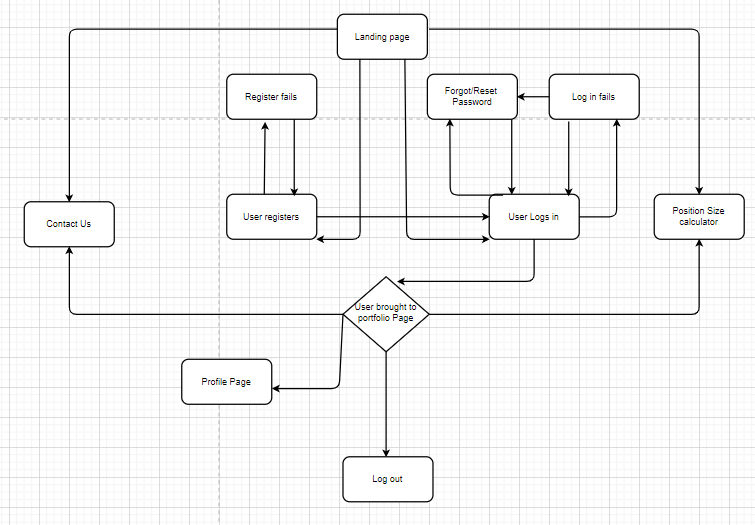 Landing page
Register fails
Forgot/Reset
Password
Log in fails
Contact Us
User registers
User Logs in
Position Size
calculator
User brought to
portfolio Page
Profile Page
Log out